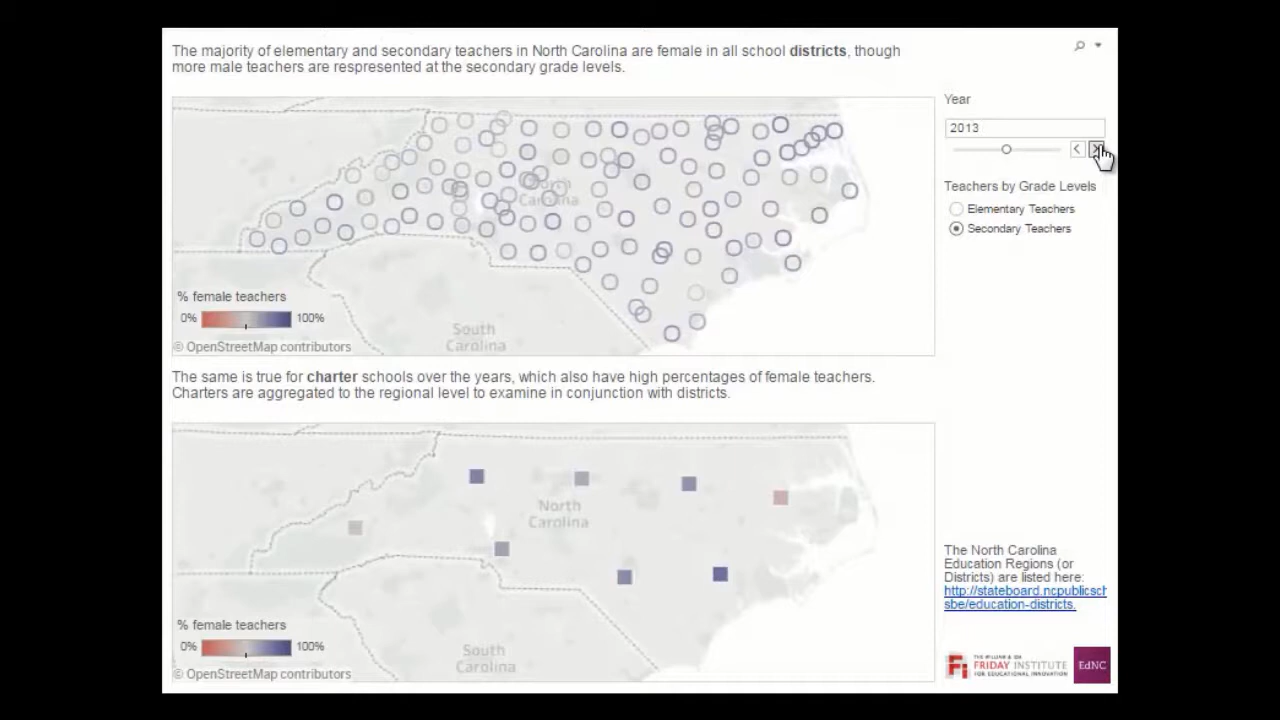 The majority of elementary and secondary teachers in North Carolina are female in all school districts, though
more male teachers are respresented at the secondary grade levels.
Year
2013
Teachers by Grade Levels
Elementary Teachers
Secondary Teachers
North
Carolina
South
Carolina
% female teachers
0% 100%
© OpenStreetMap contributors
The same is true for charter schools over the years, which also have high percentages of female teachers.
Charters are aggregated to the regional level to examine in conjunction with districts.
North
Carolina
South
Carolina
% female teachers
0% 100%
© OpenStreetMap contributors
The North Carolina
Education Regions (or
Districts) are listed here:
http://stateboard.ncpublicsch
sbe/education-districts.
THE WILLIAM & IDA
FRIDAY INSTITUTE
FOR EDUCATIONAL INNOVATION
EdNC